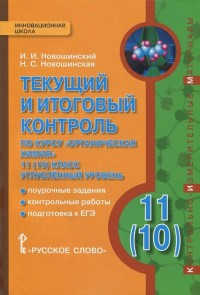 ИННОВАЦИОННАЯ
ШКОЛА
И. И. Новошинский
Н. С. Новошинская
ТЕКУЩИЙ
И ИТОГОВЫЙ
КОНТРОЛЬ
ПО КУРСУ «ОРГАНИЧЕСКАЯ
ХИМИЯ»
11 (10) КЛАСС
УГЛУБЛЕННЫЙ УРОВЕНЬ
поурочные задания
контрольные работы
подготовка к ЕГЭ
11
(10)
«РУССКОЕ СЛОВО»
КОНТРОЛЬНО-ИЗМЕРИТЕЛЬНЫЕ МАТЕРИАЛЫ